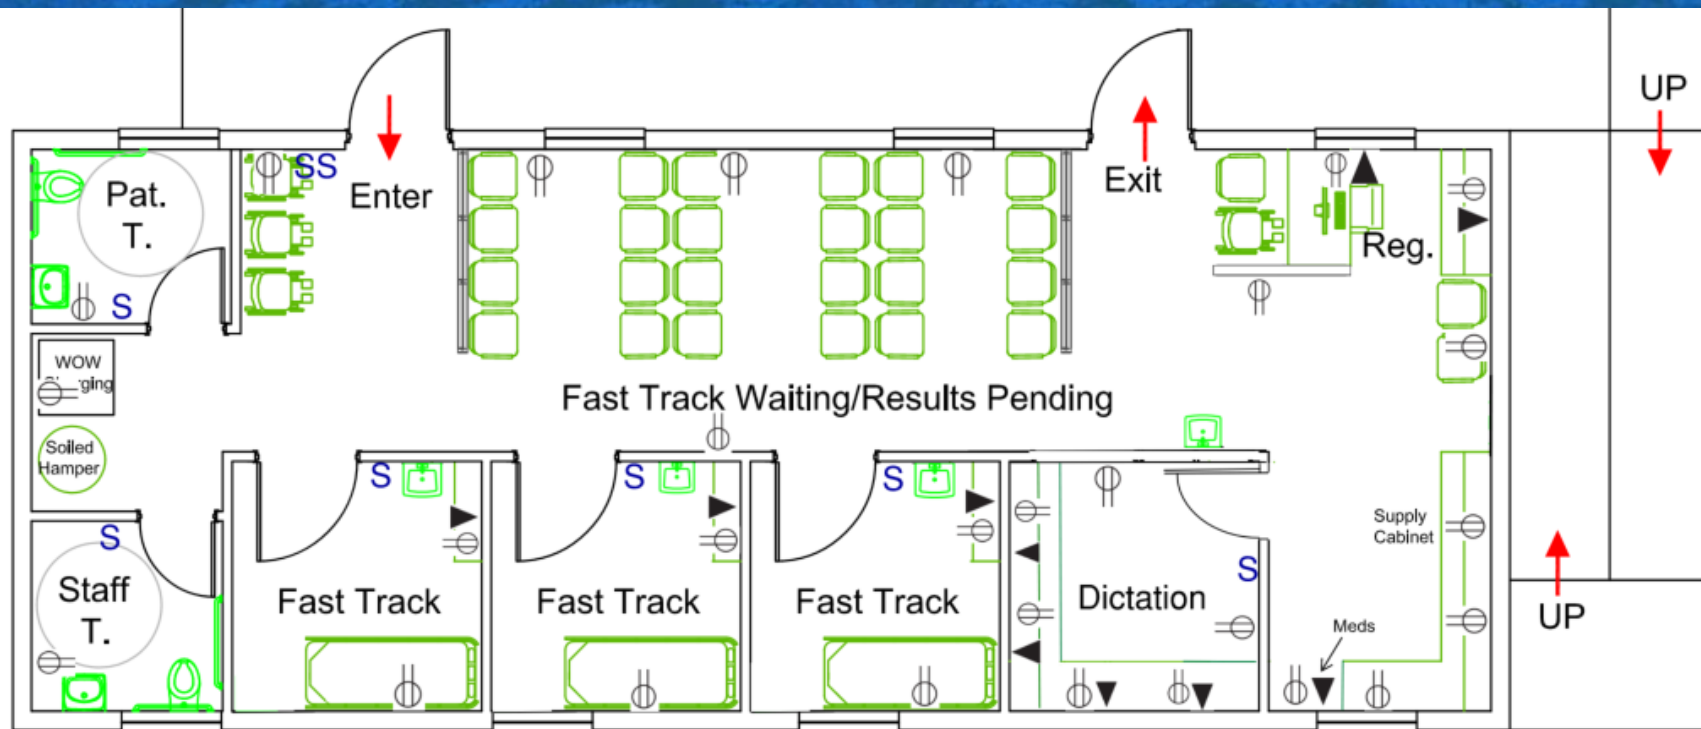 UP
SS
Pat.
T.
Enter
Exit
Reg.
S
WOW
Fast Track Waiting/Results Pending
Soiled
Hamper
S
S
S
S
Supply
Cabinet
S
Staff
T.
Fast Track
Fast Track
Fast Track
Dictation
UP
Meds